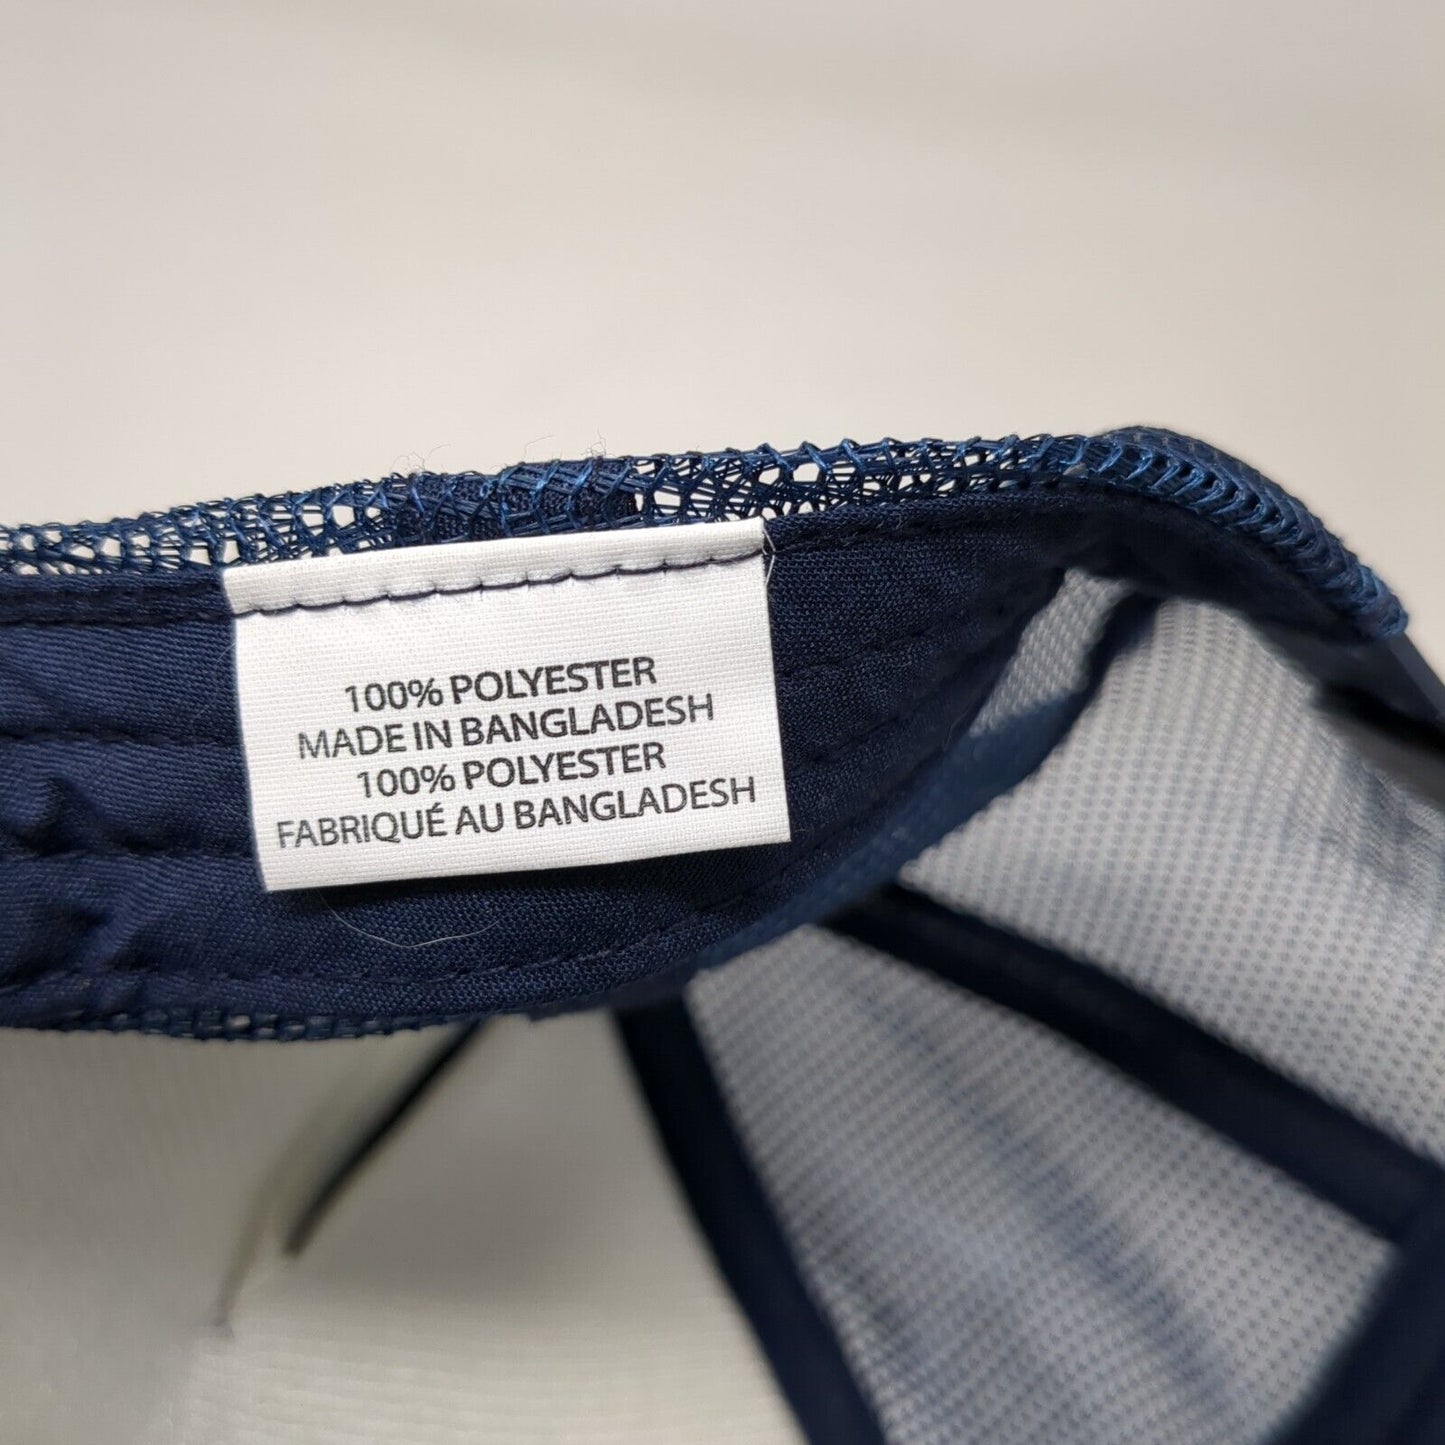 100% POLYESTER
MADE IN BANGLADESH
100% POLYESTER
FABRIQUÉ AU BANGLADESH